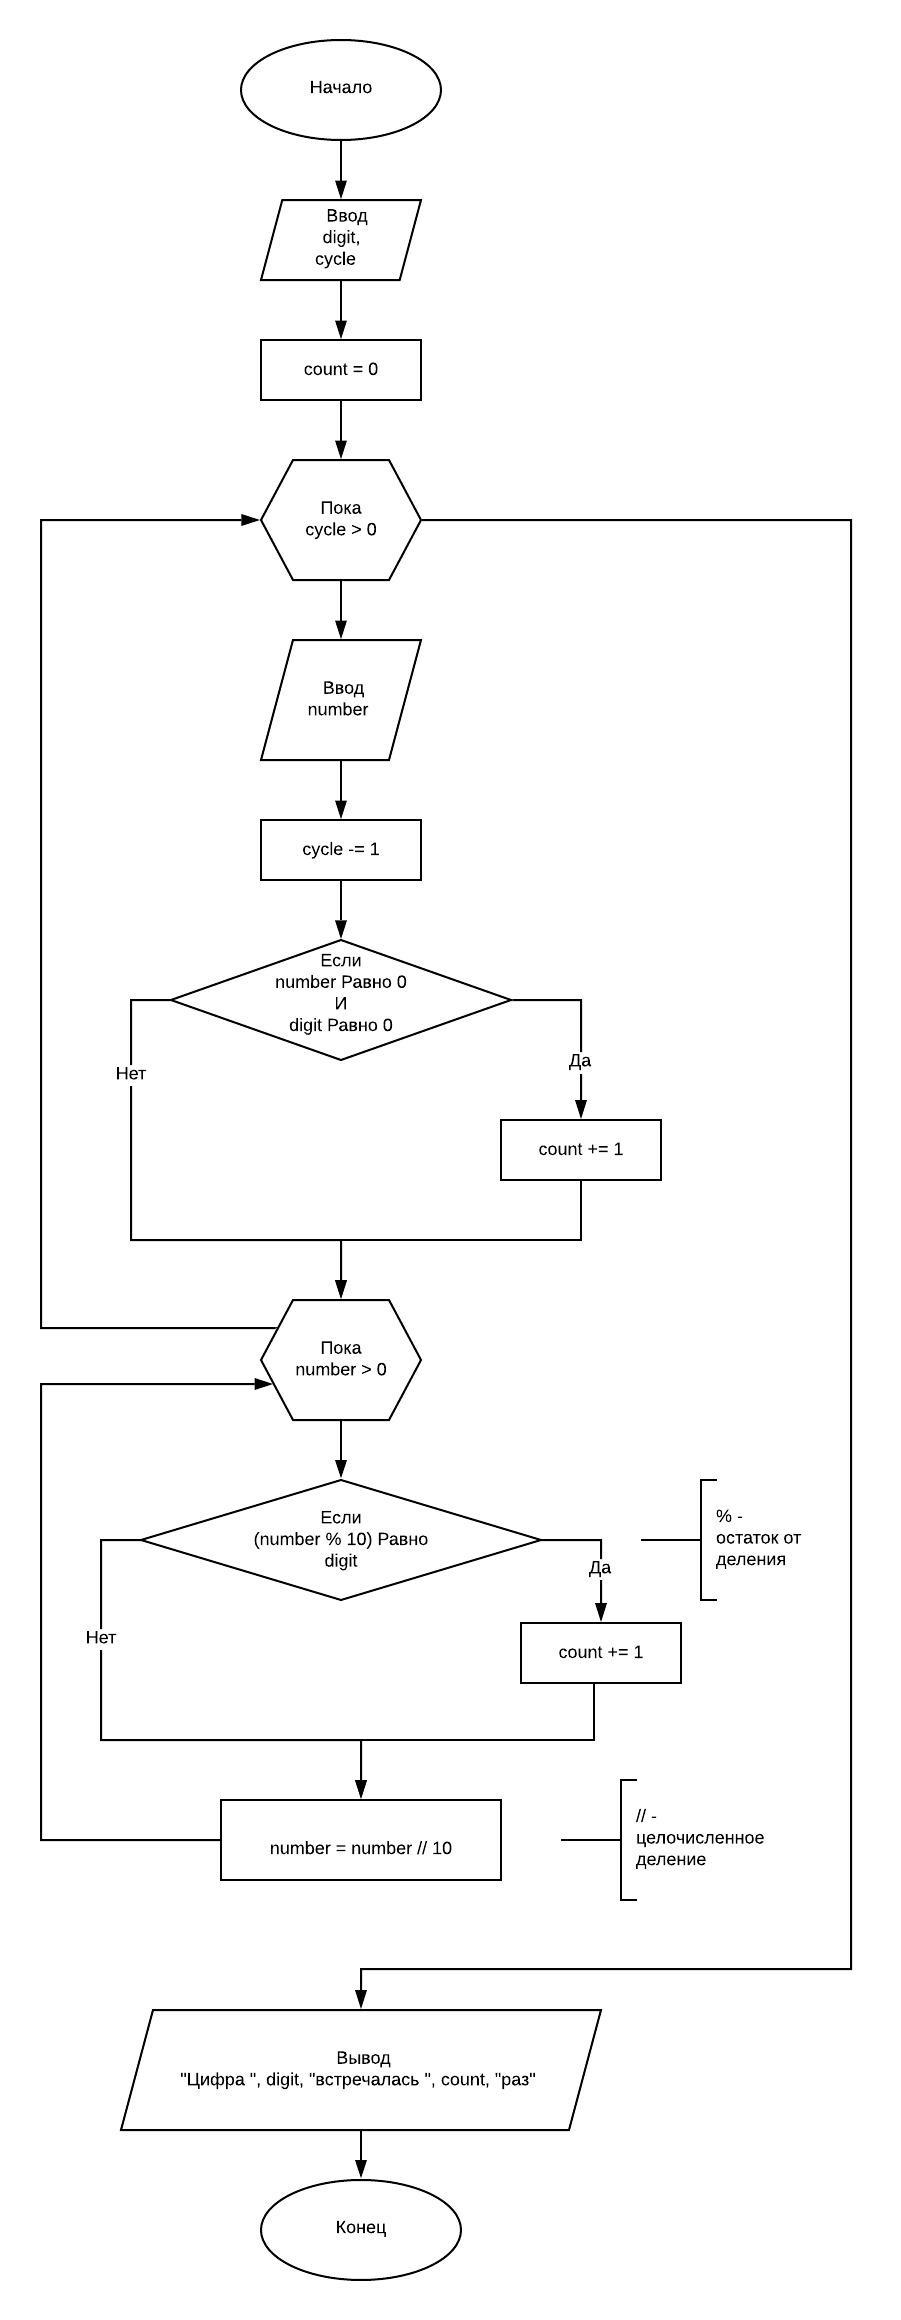 Начало
Ввод
digit,
cycle
count = 0
Пока
cycle > 0
Ввод
number
cycle -= 1
Если
number Равно 0
И
digit Равно 0
Да
Нет
count += 1
Пока
number > 0
Если
(number % 10) Равно
digit
% -
остаток от
деления
Да
Нет
count += 1
number = number // 10
// -
целочисленное
деление
Вывод
"Цифра ", digit, "встречалась ", count, "раз"
Конец